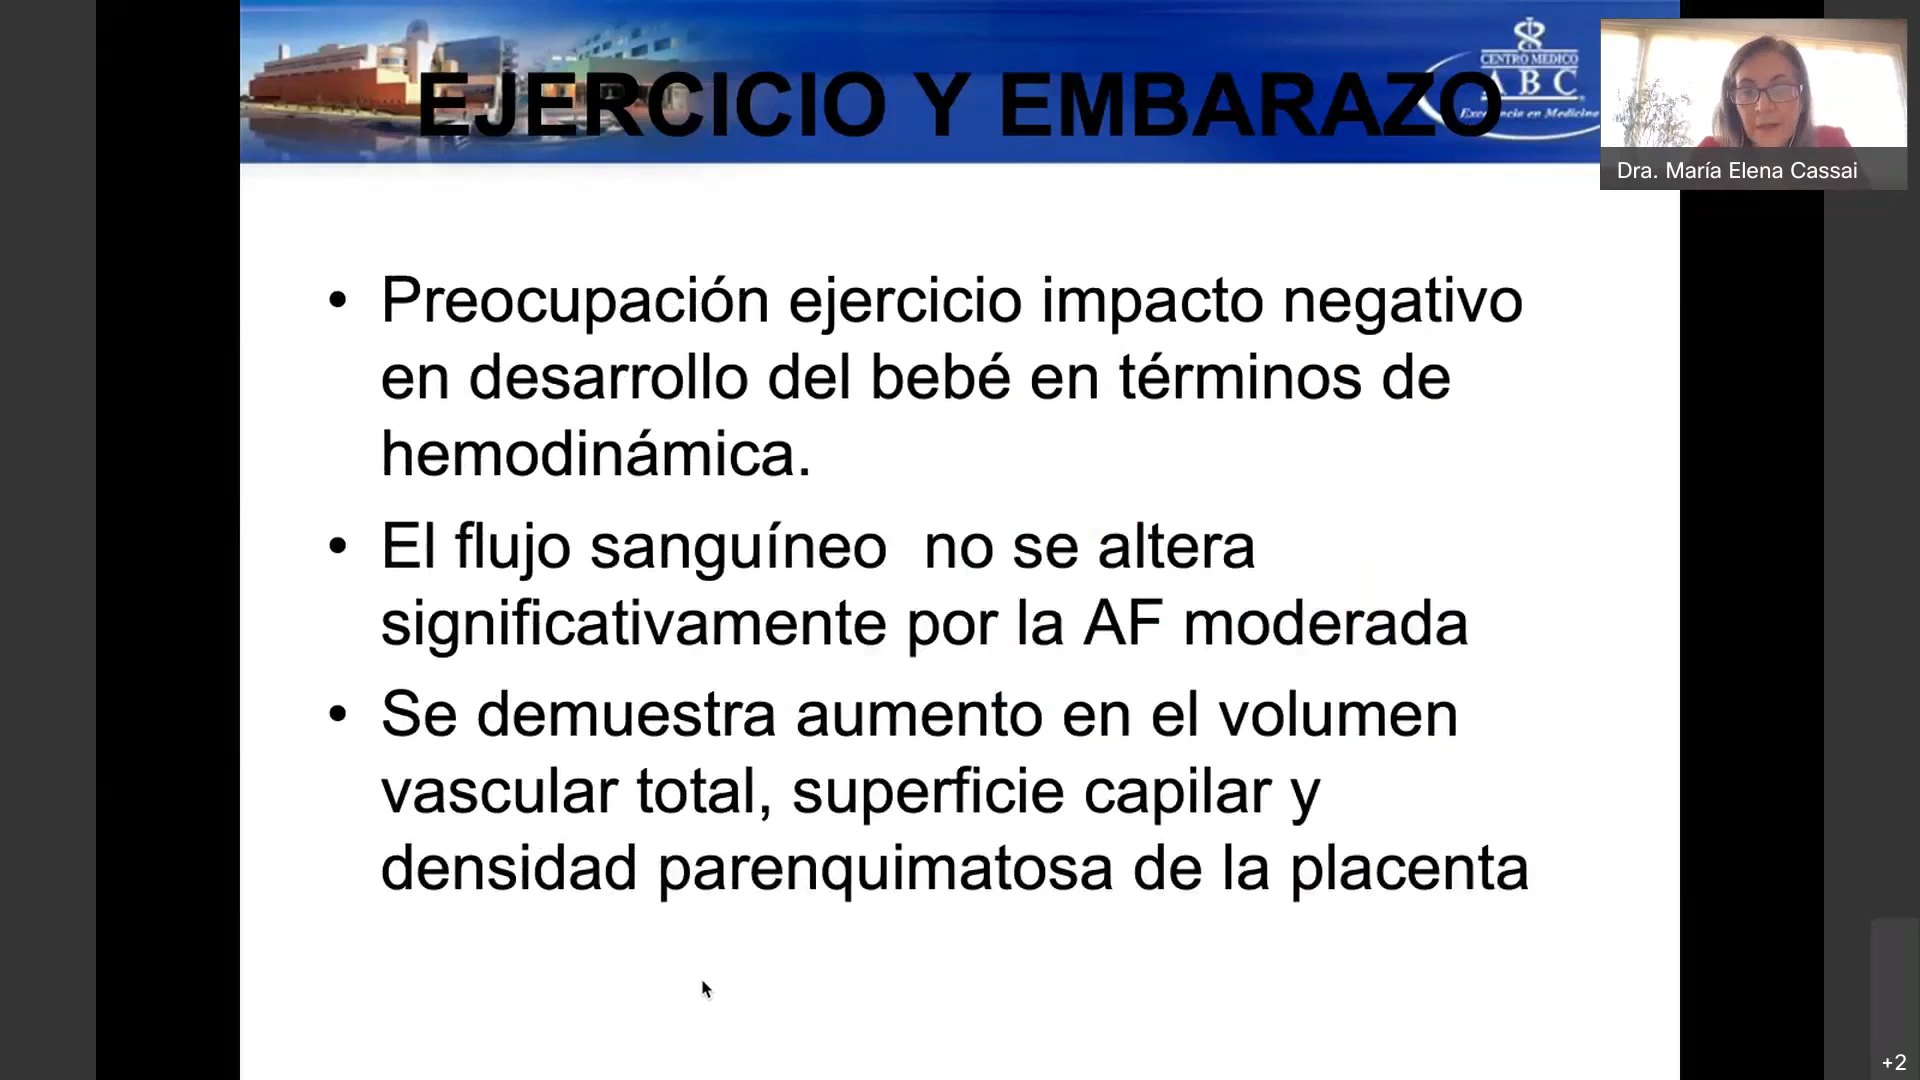 EJERCICIO Y EMBARAZO
CENTRO MEDICO
ABC
Excelencia en Medicina
Dra. María Elena Cassai
• Preocupación ejercicio impacto negativo
en desarrollo del bebé en términos de
hemodinámica.
• El flujo sanguíneo no se altera
significativamente por la AF moderada
• Se demuestra aumento en el volumen
vascular total, superficie capilar y
densidad parenquimatosa de la placenta
+2